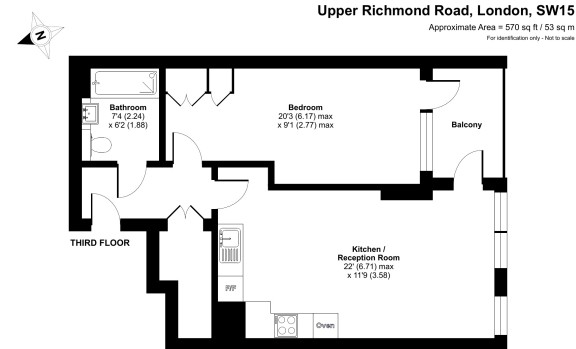 Upper Richmond Road, London, SW15
Approximate Area = 570 sq ft / 53 sq m
For identification only - Not to scale
N
Bathroom
7'4 (2.24)
x 6'2 (1.88)
Bedroom
20'3 (6.17) max
x 9'1 (2.77) max
Balcony
THIRD FLOOR
Kitchen /
Reception Room
22' (6.71) max
x 11'9 (3.58)
F/F
Oven